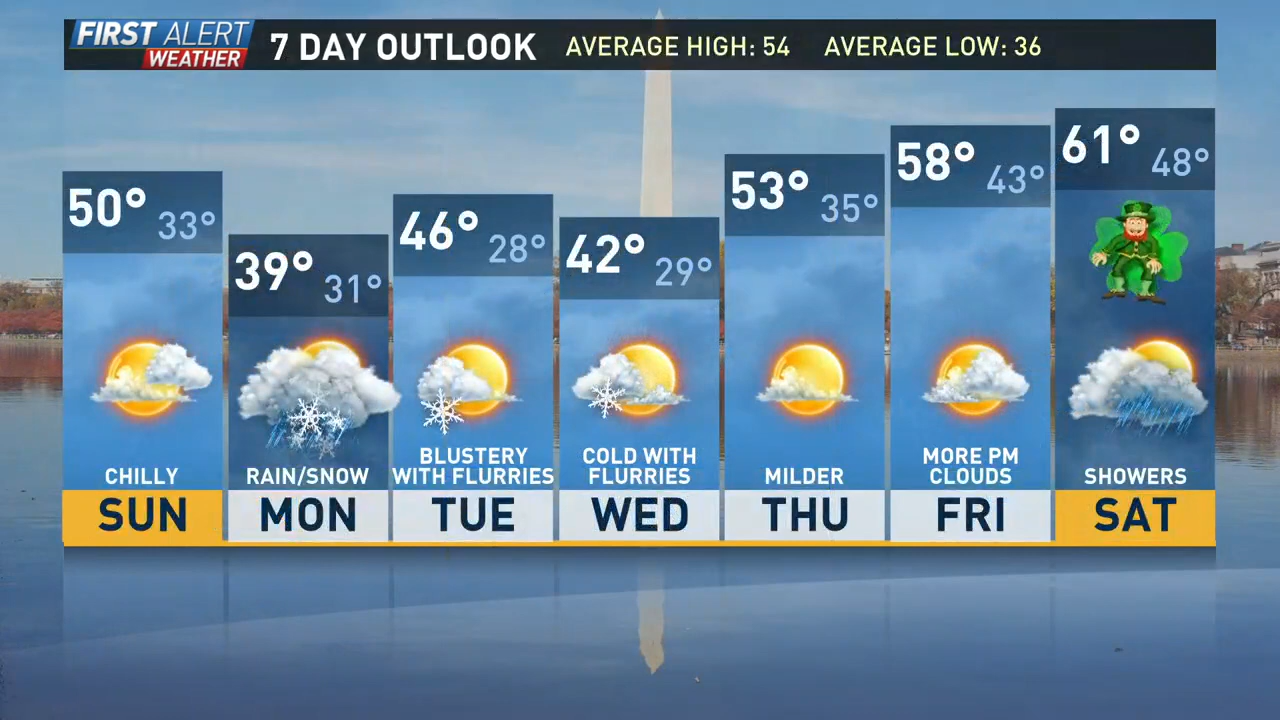 FIRST ALERT
WEATHER
7 DAY OUTLOOK
AVERAGE HIGH: 54
AVERAGE LOW: 36
50° 33°
CHILLY
SUN
39° 31°
RAIN/SNOW
MON
46° 28°
BLUSTERY
WITH FLURRIES
TUE
42° 29°
COLD WITH
FLURRIES
WED
53° 35°
MILDER
THU
58° 43°
MORE PM
CLOUDS
FRI
61° 48°
SHOWERS
SAT